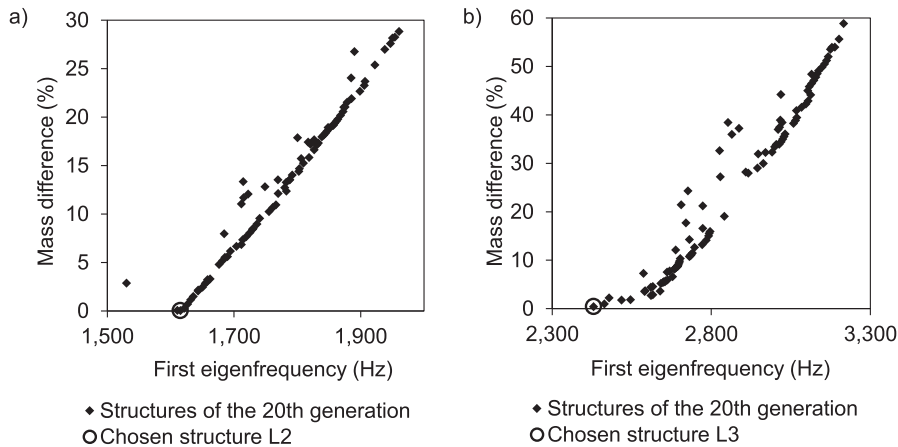 a)
30
25
20
15
10
5
0
Mass difference (%)
1,500 1,700 1,900
First eigenfrequency (Hz)
Structures of the 20th generation
Chosen structure L2
b)
60
50
40
30
20
10
0
Mass difference (%)
2,300 2,800 3,300
First eigenfrequency (Hz)
Structures of the 20th generation
Chosen structure L3